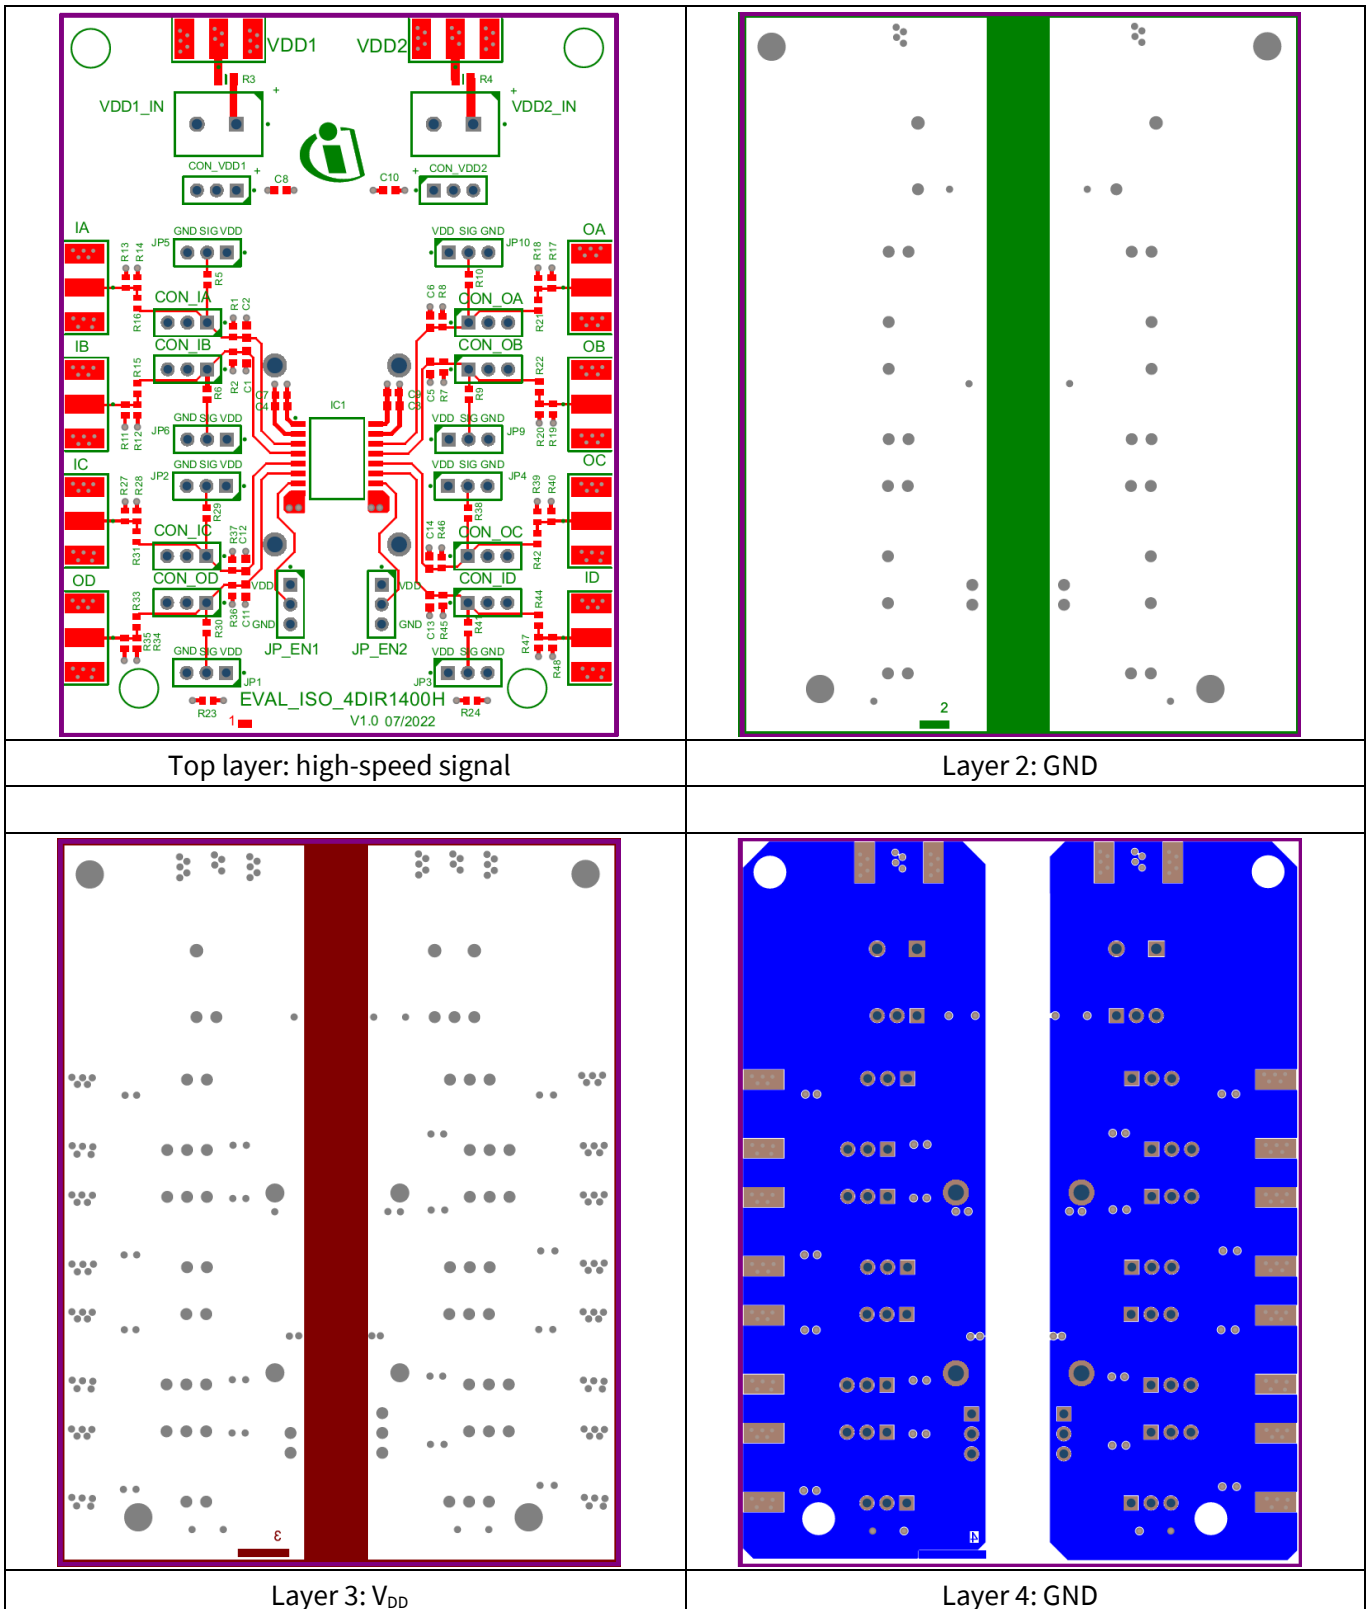 VDD1 VDD2
R3 R4
+ +
VDD1_IN VDD2_IN
CON_VDD1 + + CON_VDD2
C8 C10
IA GND SIG VDD VDD SIG GND OA
R13 R14 JP5 JP10 R18 R17
R5 R10
CON_IA R1 C2 C6 R8 CON_OA
R16 R21
IB CON_IB CON_OB OB
R15 R6 R2 C1 C5 R7 R9 R22
C7
C4 IC1
R11 R12 GND SIG VDD VDD SIG GND R20 R19
JP6 JP9
IC GND SIG VDD VDD SIG GND OC
R27 R28 JP2 JP4 R39 R40
R29 R38
CON_IC R37 C12 C14 R46 CON_OC
R31 R42
OD CON_OD VDD VDD CON_ID ID
R33 R30 R36 C11 C13 R45 R41 R44
GND GND
R35 R34 GND SIG VDD JP_EN1 JP_EN2 VDD SIG GND R47 R48
JP1 JP3
R23 EVAL_ISO_4DIR1400H R24
1 V1.0 07/2022
2
Top layer: high-speed signal
Layer 2: GND
3
4
Layer 3: VDD
Layer 4: GND